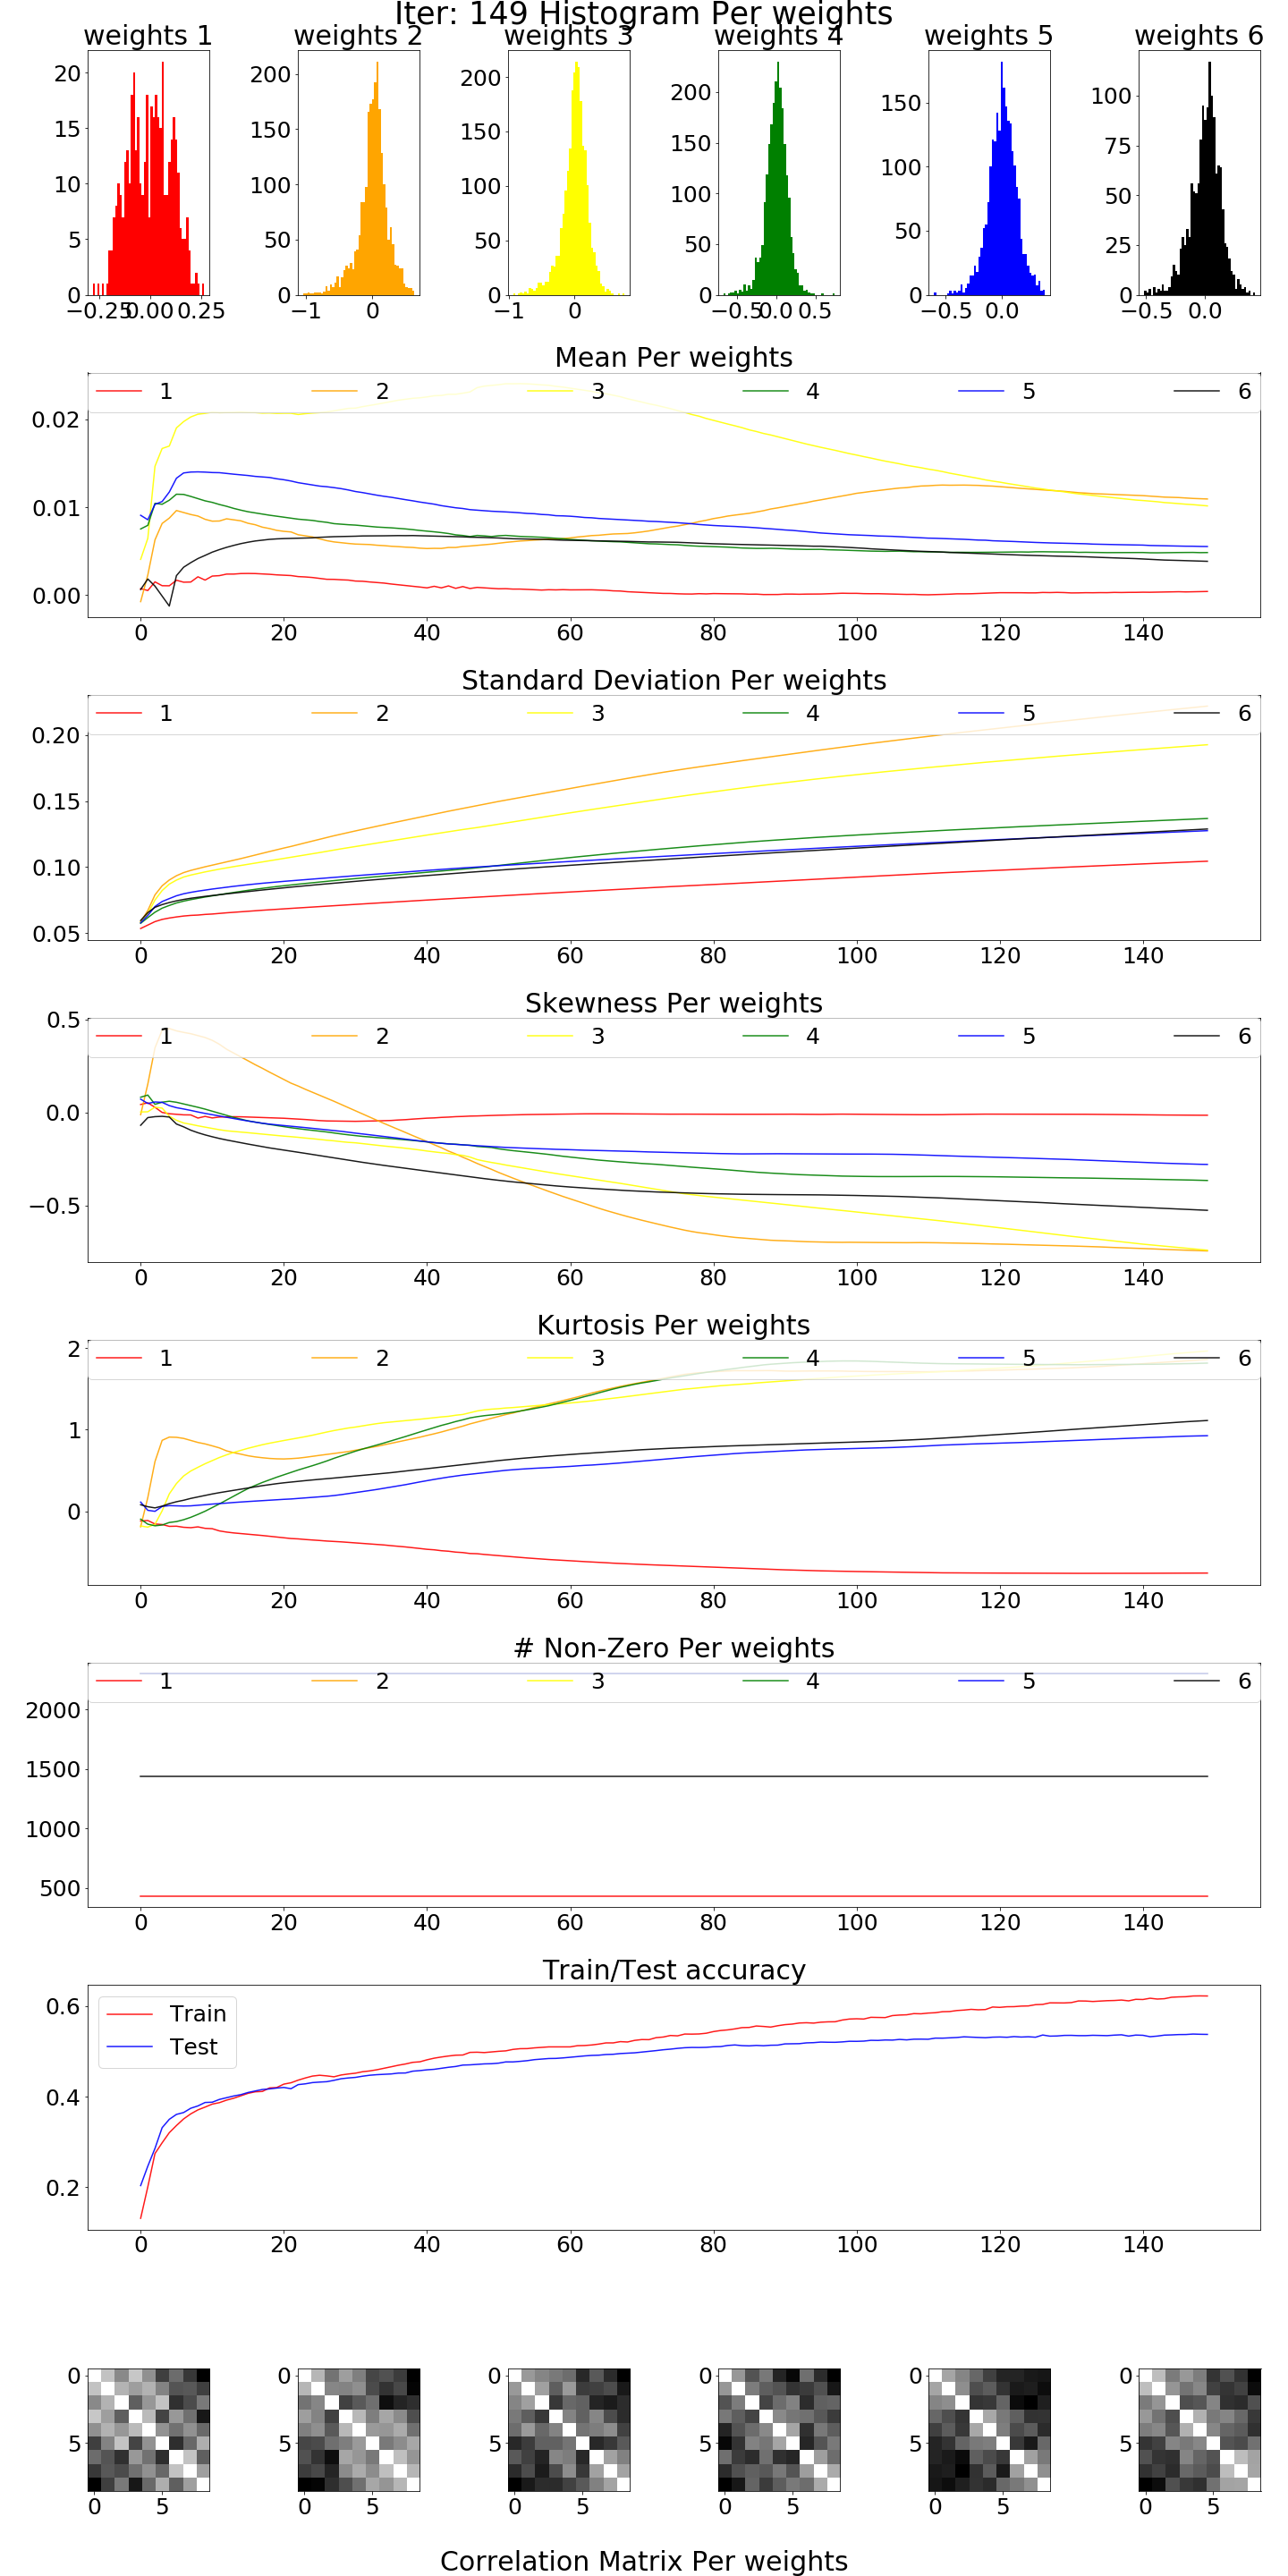 Iter: 149 Histogram Per weights
weights 1 weights 2 weights 3 weights 4 weights 5 weights 6
20
15
10
5
0
−0.25 0.00 0.25
200
150
100
50
0
−1 0
200
150
100
50
0
−1 0
200
150
100
50
0
−0.5 0.0 0.5
150
100
50
0
−0.5 0.0
100
75
50
25
0
−0.5 0.0
Mean Per weights
1 2 3 4 5 6
0.02
0.01
0.00
0 20 40 60 80 100 120 140
Standard Deviation Per weights
1 2 3 4 5 6
0.20
0.15
0.10
0.05
0 20 40 60 80 100 120 140
Skewness Per weights
1 2 3 4 5 6
0.5
0.0
−0.5
0 20 40 60 80 100 120 140
Kurtosis Per weights
1 2 3 4 5 6
2
1
0
0 20 40 60 80 100 120 140
# Non-Zero Per weights
1 2 3 4 5 6
2000
1500
1000
500
0 20 40 60 80 100 120 140
Train/Test accuracy
Train
Test
0.6
0.4
0.2
0 20 40 60 80 100 120 140
0 0 0 0 0 0
5 5 5 5 5 5
0 5 0 5 0 5 0 5 0 5 0 5
Correlation Matrix Per weights